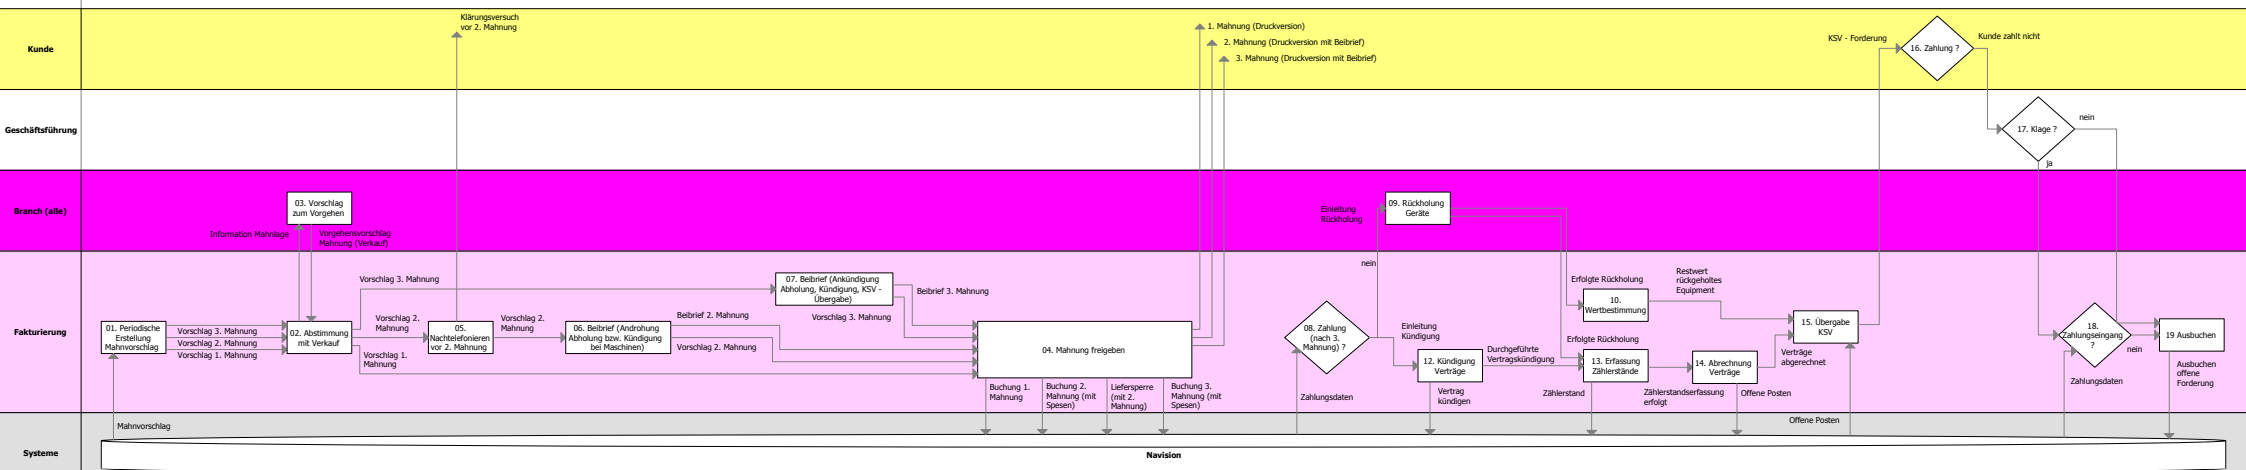 Kunde
Klärungsversuch
vor 2. Mahnung
1. Mahnung (Druckversion)
2. Mahnung (Druckversion mit Beibrief)
3. Mahnung (Druckversion mit Beibrief)
KSV - Forderung
16. Zahlung ?
Kunde zahlt nicht
Geschäftsführung
17. Klage ?
nein
ja
Branch (alle)
03. Vorschlag
zum Vorgehen
Information Mahnlage
Vorgehensvorschlag
Mahnung (Verkauf)
Einleitung
Rückholung
09. Rückholung
Geräte
Fakturierung
01. Periodische
Erstellung
Mahnvorschlag
Vorschlag 3. Mahnung
Vorschlag 2. Mahnung
Vorschlag 1. Mahnung
02. Abstimmung
mit Verkauf
Vorschlag 3. Mahnung
Vorschlag 2.
Mahnung
Vorschlag 1.
Mahnung
05.
Nachtelefonieren
vor 2. Mahnung
Vorschlag 2.
Mahnung
06. Beibrief (Androhung
Abholung bzw. Kündigung
bei Maschinen)
Beibrief 2. Mahnung
Vorschlag 2. Mahnung
07. Beibrief (Ankündigung
Abholung, Kündigung, KSV -
Übergabe)
Beibrief 3. Mahnung
Vorschlag 3. Mahnung
04. Mahnung freigeben
Buchung 1.
Mahnung
Buchung 2.
Mahnung (mit
Spesen)
Liefersperre
(mit 2.
Mahnung)
Buchung 3.
Mahnung (mit
Spesen)
08. Zahlung
(nach 3.
Mahnung) ?
nein
Zahlungsdaten
Einleitung
Kündigung
12. Kündigung
Verträge
Vertrag
kündigen
Durchgeführte
Vertragskündigung
Erfolgte Rückholung
10.
Wertbestimmung
Restwert
rückgeholtes
Equipment
Erfolgte Rückholung
13. Erfassung
Zählerstände
Zählerstand
Zählerstandserfassung
erfolgt
14. Abrechnung
Verträge
Offene Posten
Verträge
abgerechnet
15. Übergabe
KSV
Offene Posten
18.
Zahlungseingang
?
nein
Zahlungsdaten
19 Ausbuchen
Ausbuchen
offene
Forderung
Systeme
Mahnvorschlag
Navision